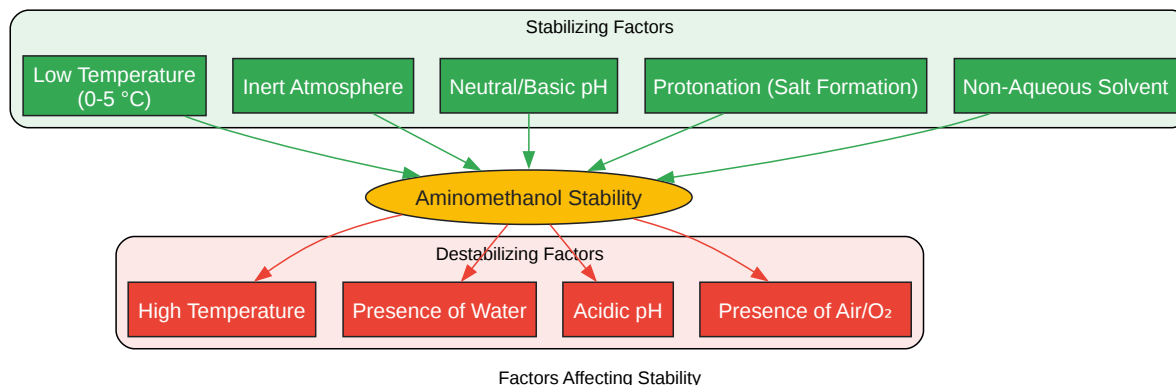 Stabilizing Factors
Low Temperature
(0-5 °C)
Inert Atmosphere
Neutral/Basic pH
Protonation (Salt Formation)
Non-Aqueous Solvent
Aminomethanol Stability
Destabilizing Factors
High Temperature
Presence of Water
Acidic pH
Presence of Air/O₂
Factors Affecting Stability